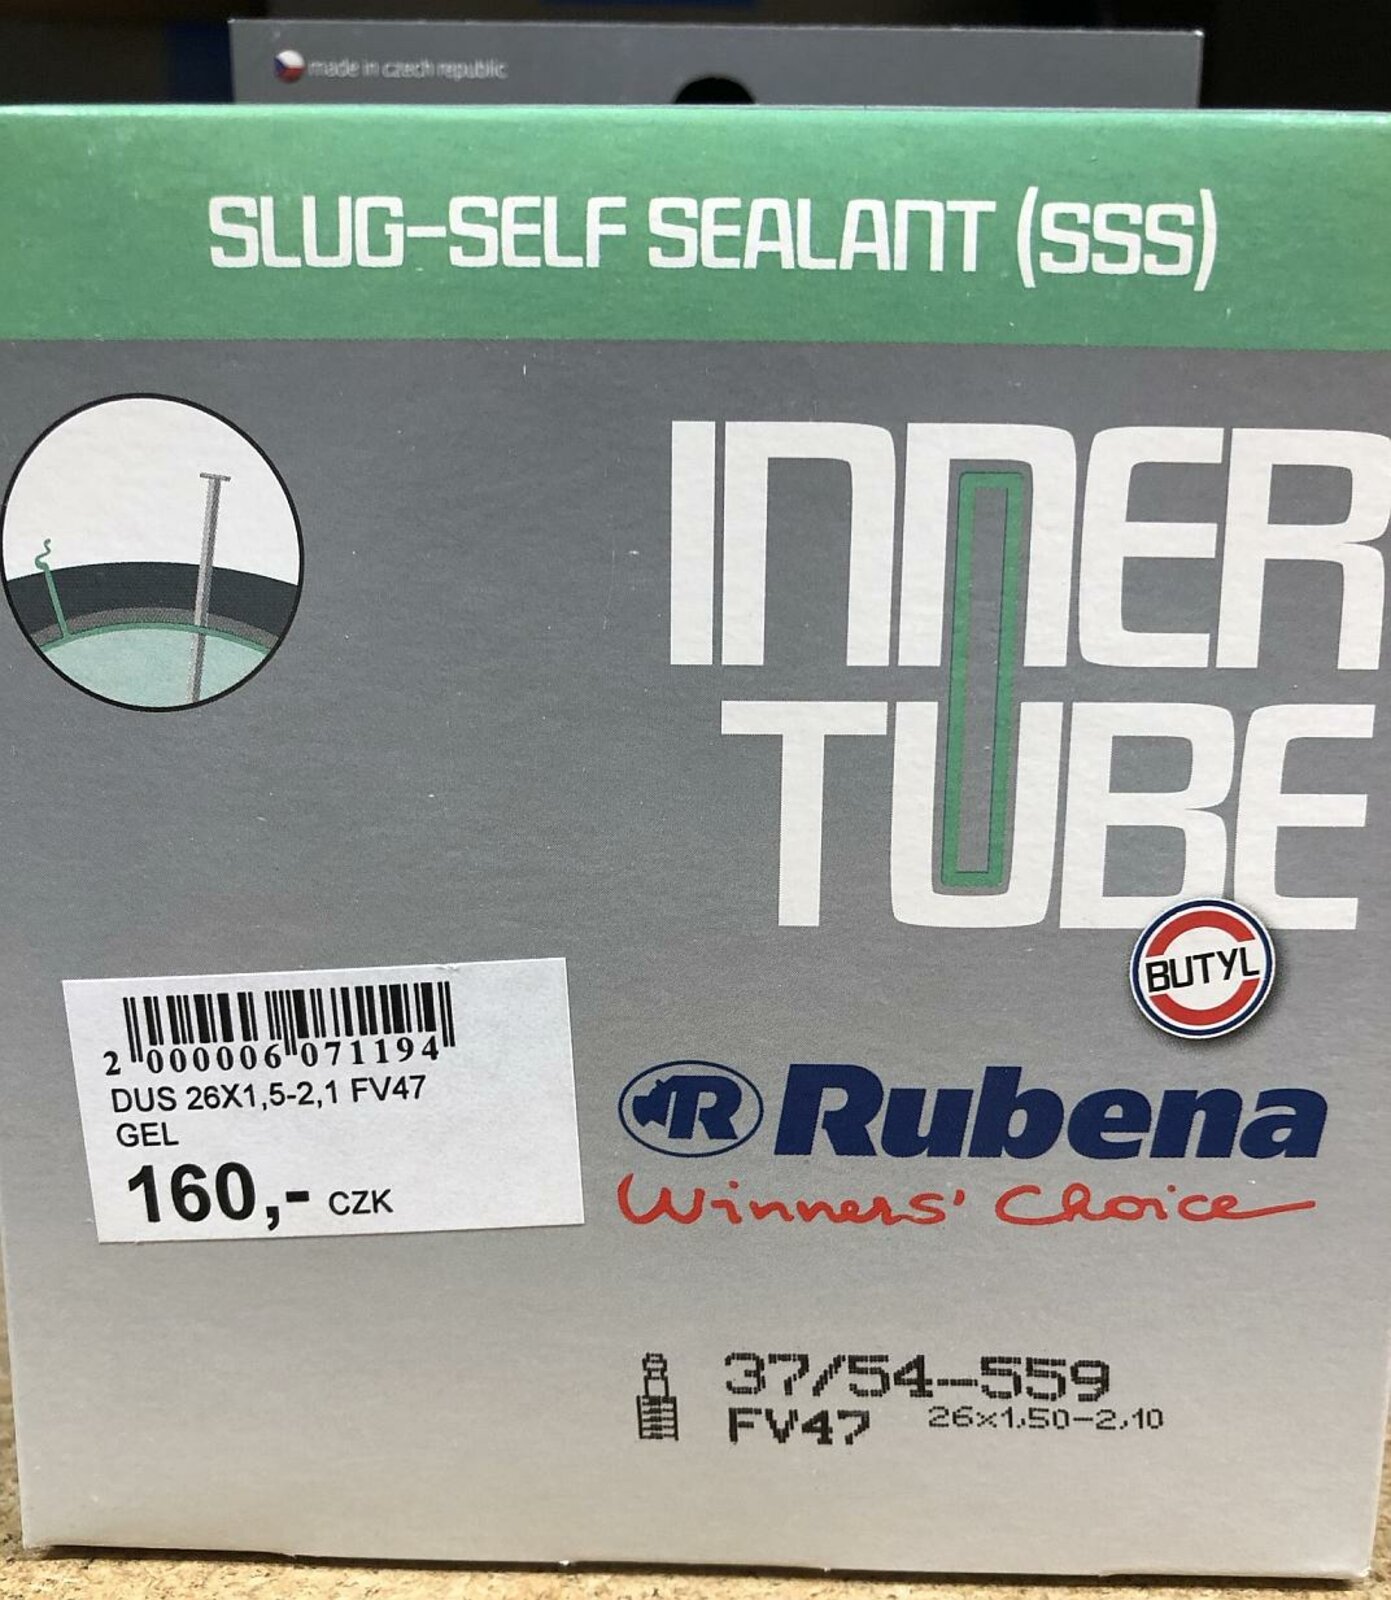 made in czech republic
SLUG-SELF SEALANT (SSS)
INNER
TUBE
BUTYL
2 000006 071194
DUS 26X1,5-2,1 FV47
GEL
160,- CZK
R Rubena
Winners' Choice
37/54-559
FV47 26x1,50-2,10